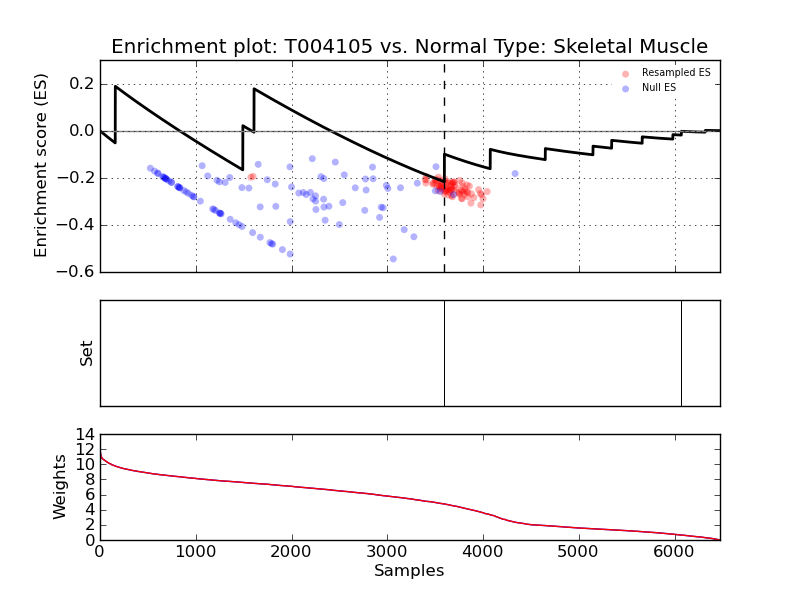 Enrichment plot: T004105 vs. Normal Type: Skeletal Muscle
Enrichment score (ES)
0.2
0.0
−0.2
−0.4
−0.6
Resampled ES
Null ES
Set
Weights
14
12
10
8
6
4
2
0
0
1000
2000
3000
4000
5000
6000
Samples